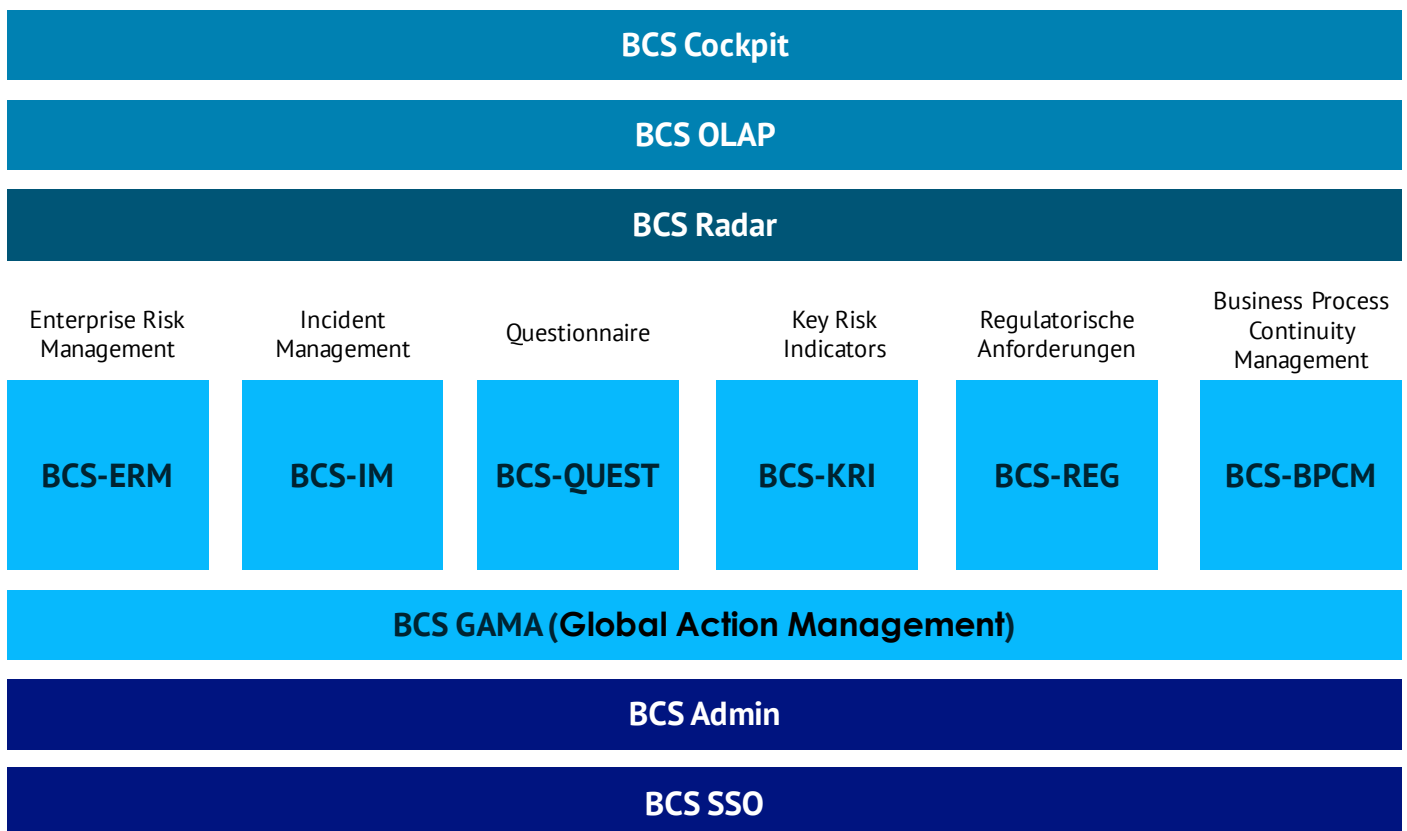 BCS Cockpit
BCS OLAP
BCS Radar
Enterprise Risk
Management
Incident
Management
Questionnaire
Key Risk
Indicators
Regulatorische
Anforderungen
Business Process
Continuity
Management
BCS-ERM
BCS-IM
BCS-QUEST
BCS-KRI
BCS-REG
BCS-BPCM
BCS GAMA (Global Action Management)
BCS Admin
BCS SSO